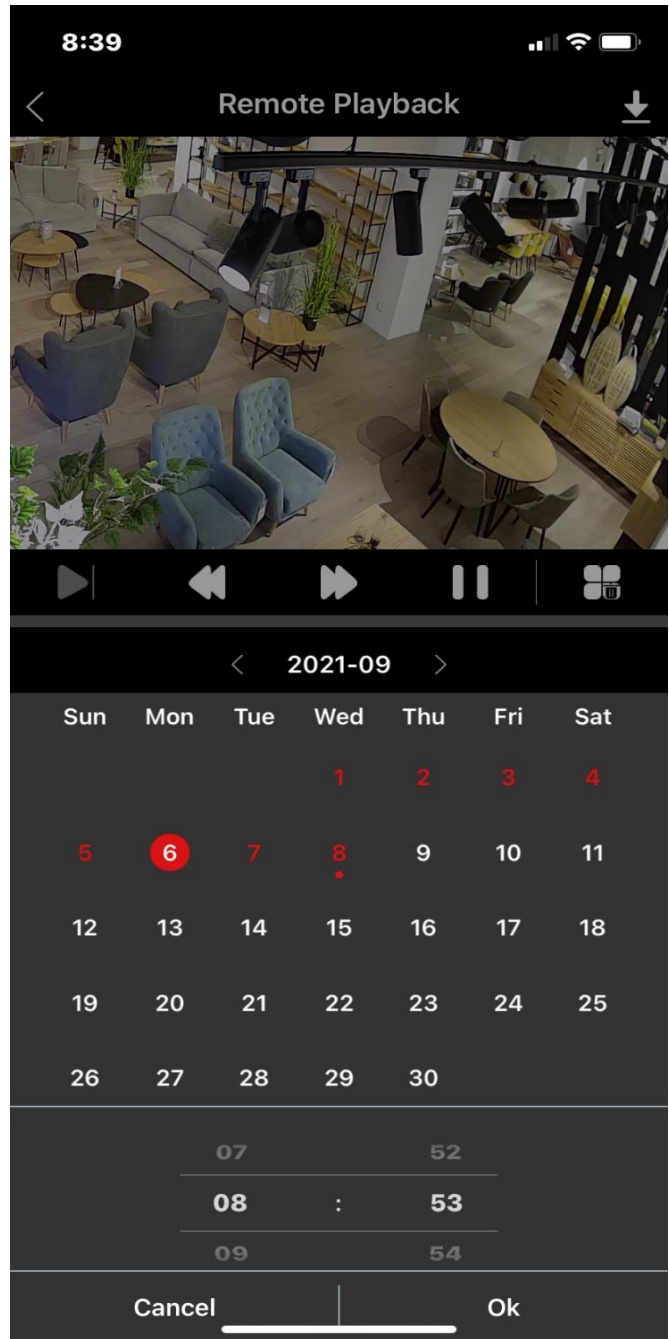 8:39
Remote Playback
2021-09
Sun Mon Tue Wed Thu Fri Sat
1 2 3 4
5 6 7 8 9 10 11
12 13 14 15 16 17 18
19 20 21 22 23 24 25
26 27 28 29 30
07 52
08 : 53
09 54
Cancel Ok